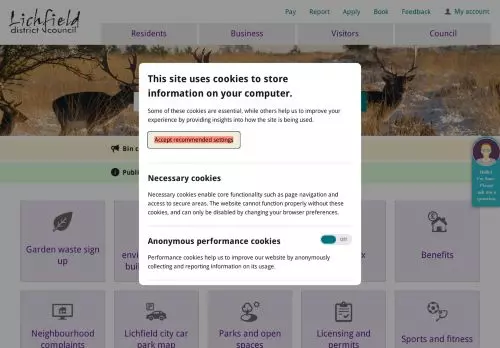 Lichfield
district council
Pay Report Apply Book Feedback My account
Residents Business Visitors Council
This site uses cookies to store
information on your computer.
Some of these cookies are essential, while others help us to improve your
experience by providing insights into how the site is being used.
Accept recommended settings
Bin c
Publi
Necessary cookies
Necessary cookies enable core functionality such as page navigation and
access to secure areas. The website cannot function properly without these
cookies, and can only be disabled by changing your browser preferences.
Anonymous performance cookies
Off
Performance cookies help us to improve our website by anonymously
collecting and reporting information on its usage.
Hello!
I'm
Please
ask me a
question
Garden waste sign
up
envi
buil
x
Benefits
Neighbourhood
complaints
Lichfield city car
park map
Parks and open
spaces
Licensing and
permits
Sports and fitness